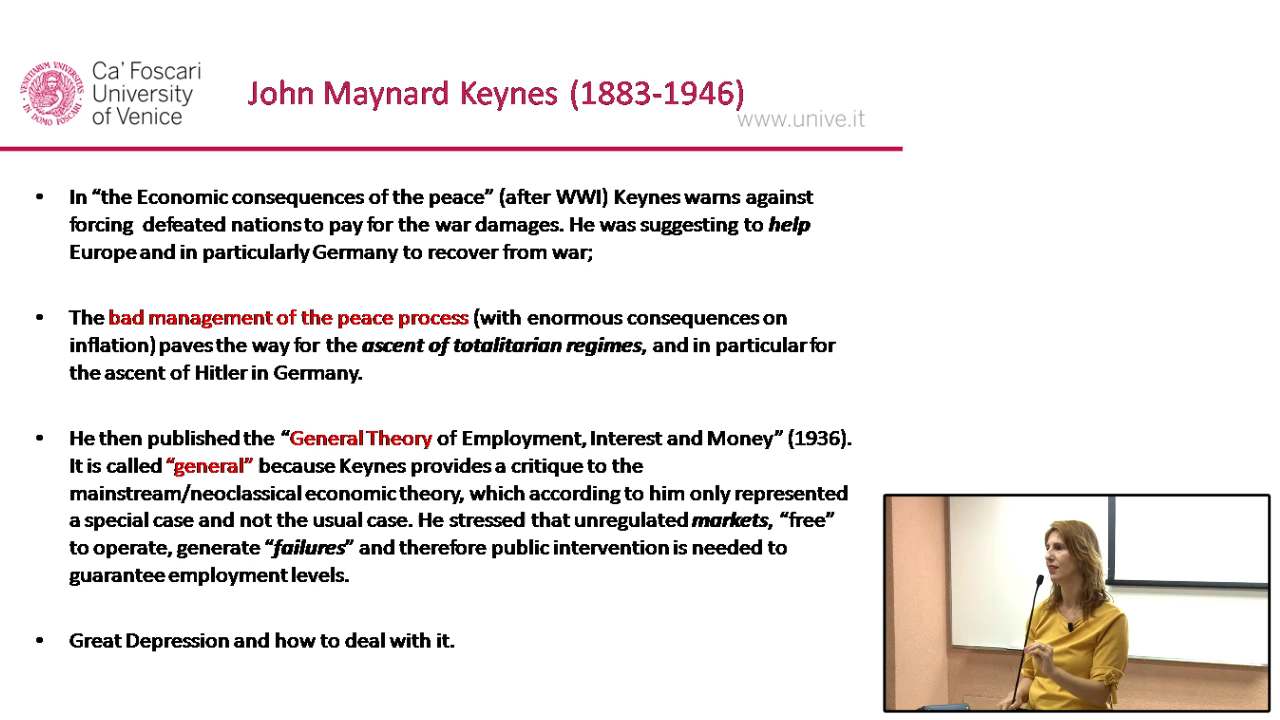 Ca' Foscari
University
of Venice
John Maynard Keynes (1883-1946)
www.unive.it
• In “the Economic consequences of the peace” (after WWI) Keynes warns against
forcing defeated nations to pay for the war damages. He was suggesting to help
Europe and in particularly Germany to recover from war;
• The bad management of the peace process (with enormous consequences on
inflation) paves the way for the ascent of totalitarian regimes, and in particular for
the ascent of Hitler in Germany.
• He then published the “General Theory of Employment, Interest and Money” (1936).
It is called “general” because Keynes provides a critique to the
mainstream/neoclassical economic theory, which according to him only represented
a special case and not the usual case. He stressed that unregulated markets, “free”
to operate, generate “failures” and therefore public intervention is needed to
guarantee employment levels.
• Great Depression and how to deal with it.